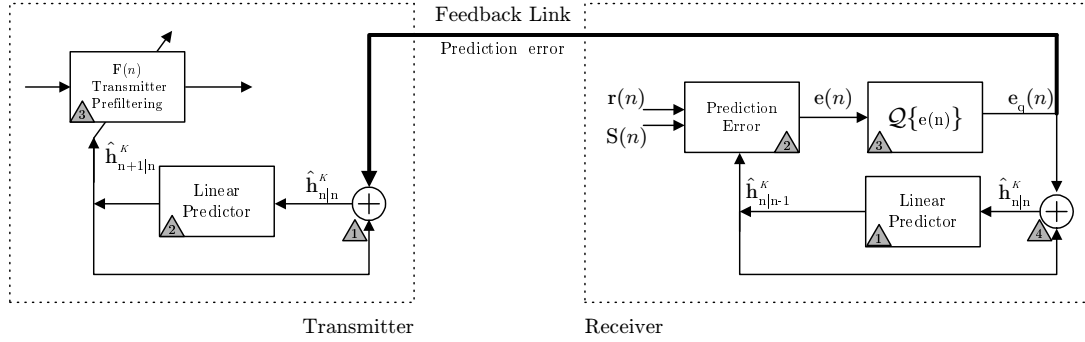 Feedback Link
Prediction error
F(n)
Transmitter
Prefiltering
3
ĥ^K_{n+1|n}
Linear
Predictor
2
ĥ^K_{n|n}
+
1
Transmitter
r(n)
S(n)
Prediction
Error
2
e(n)
Q{e(n)}
3
e_q(n)
ĥ^K_{n|n-1}
Linear
Predictor
1
ĥ^K_{n|n}
+
4
Receiver